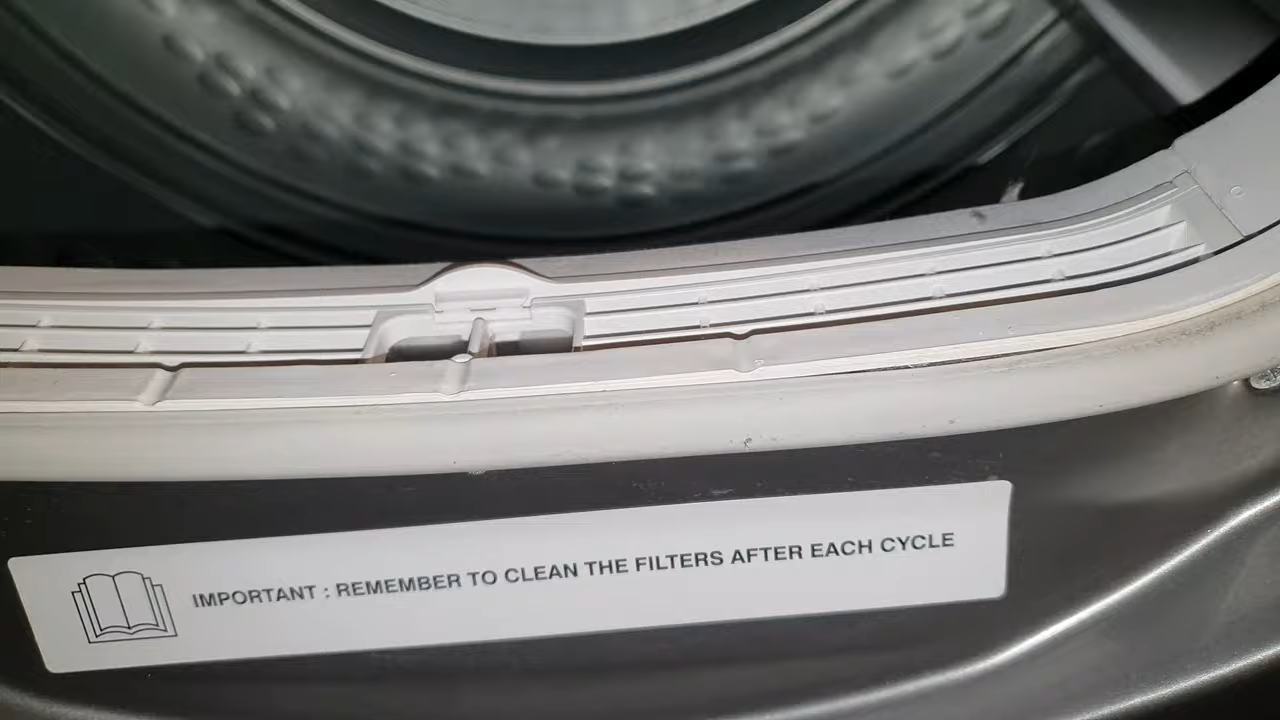 IMPORTANT : REMEMBER TO CLEAN THE FILTERS AFTER EACH CYCLE